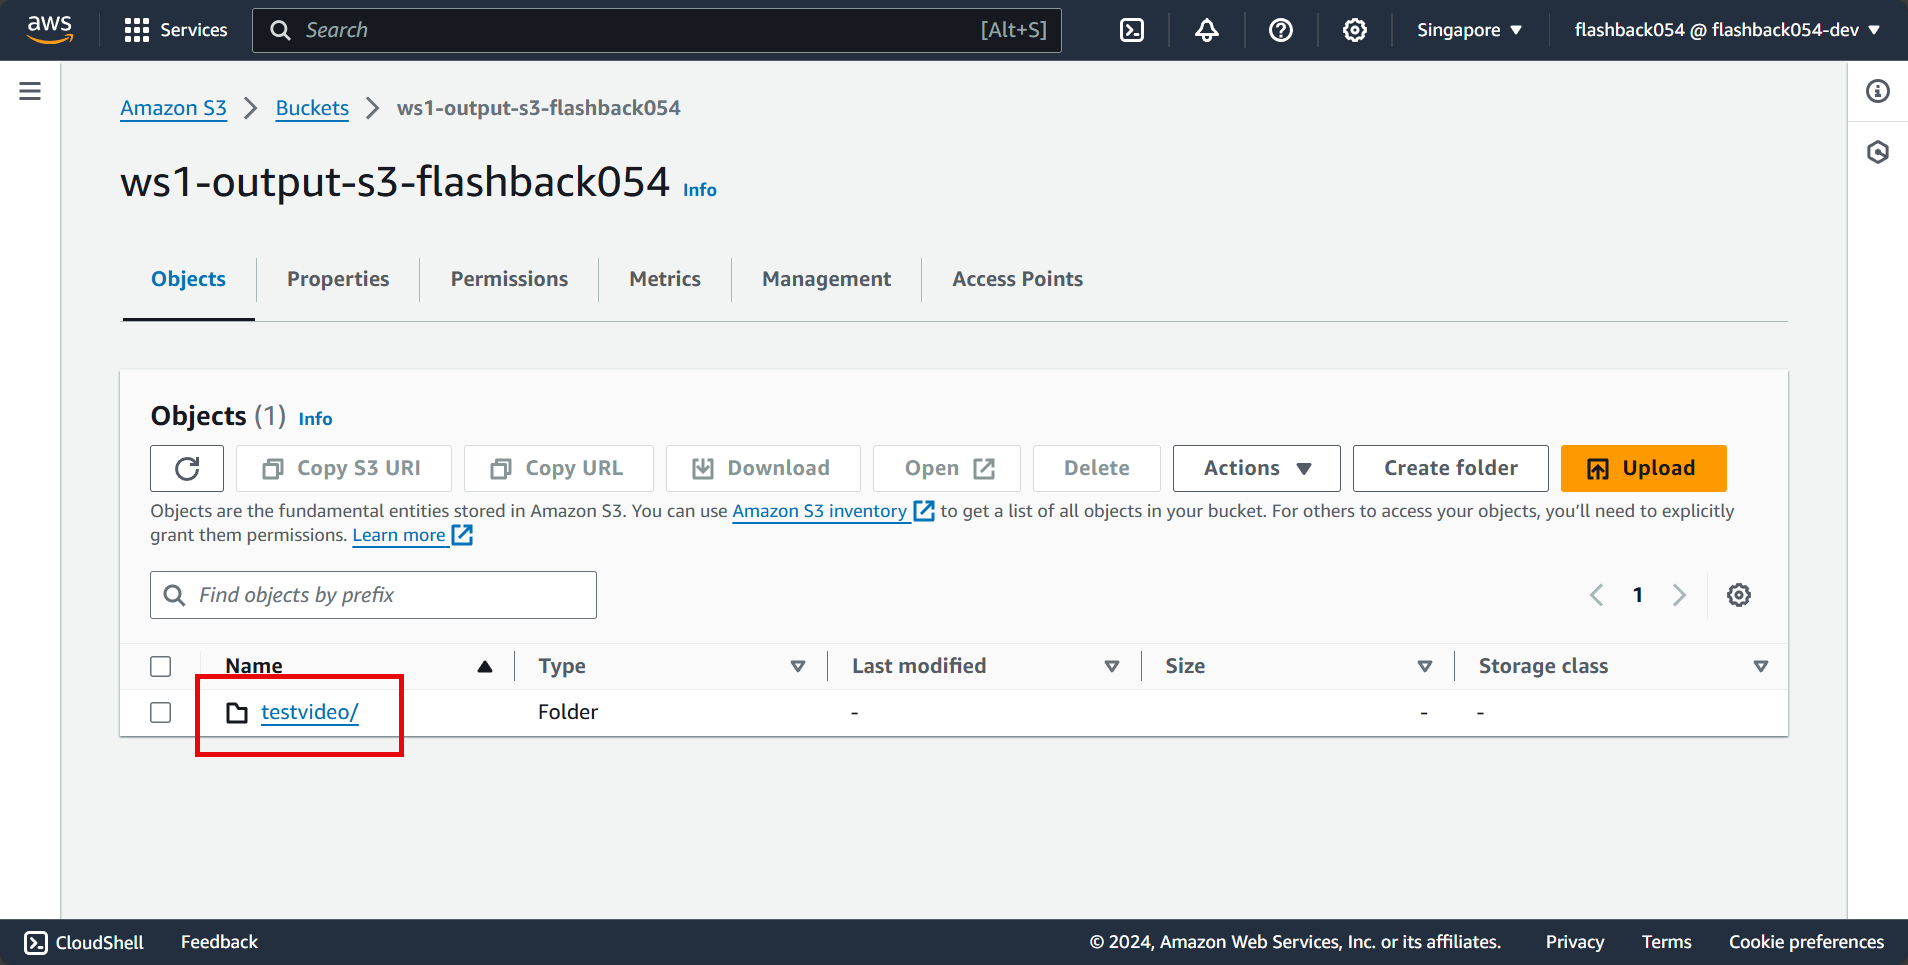 aws Services Search [Alt+S] Singapore flashback054 @ flashback054-dev
Amazon S3 Buckets ws1-output-s3-flashback054
ws1-output-s3-flashback054 Info
Objects Properties Permissions Metrics Management Access Points
Objects (1) Info
Copy S3 URI Copy URL Download Open Delete Actions Create folder Upload
Objects are the fundamental entities stored in Amazon S3. You can use Amazon S3 inventory to get a list of all objects in your bucket. For others to access your objects, you’ll need to explicitly
grant them permissions. Learn more
Find objects by prefix 1
Name Type Last modified Size Storage class
testvideo/ Folder - - -
CloudShell Feedback © 2024, Amazon Web Services, Inc. or its affiliates. Privacy Terms Cookie preferences